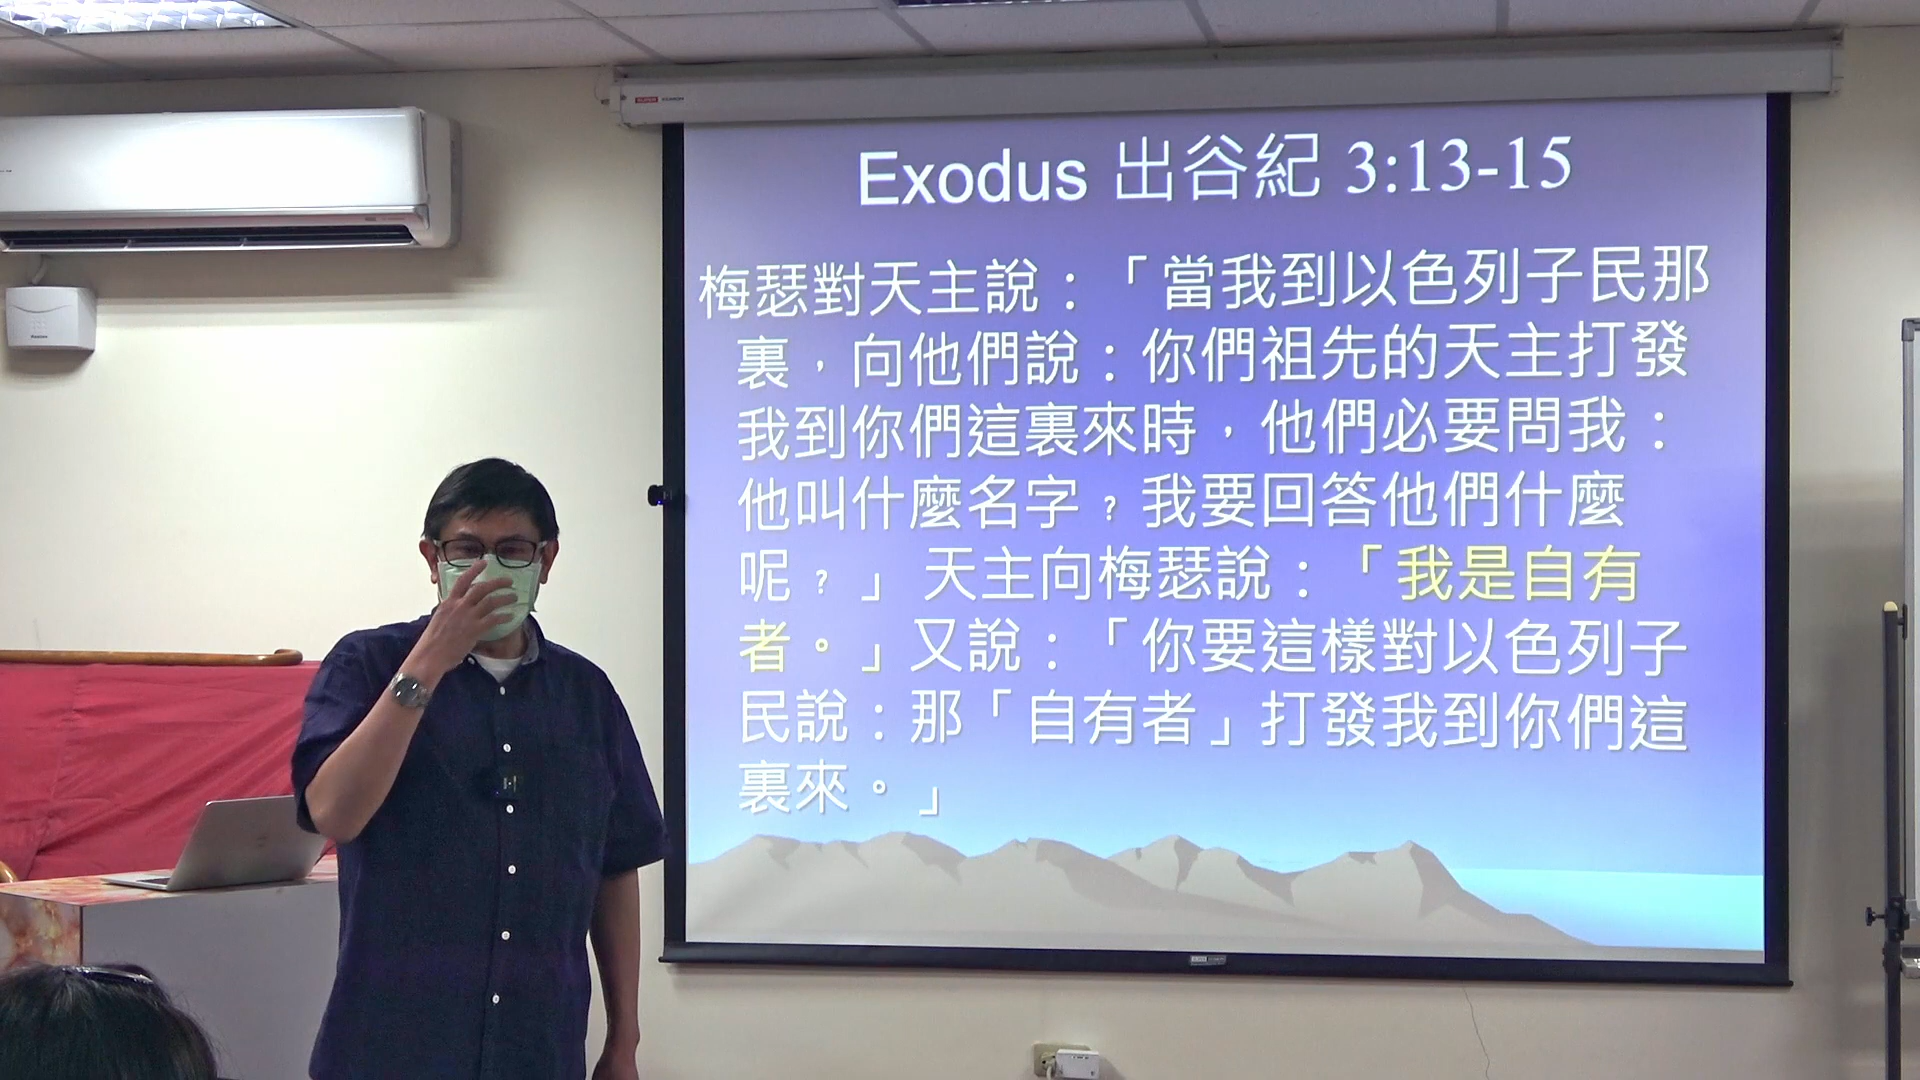 Exodus 出谷紀 3:13-15
梅瑟對天主說：「當我到以色列子民那
裏，向他們說：你們祖先的天主打發
我到你們這裏來時，他們必要問我：
他叫什麼名字﹖我要回答他們什麼
呢﹖」天主向梅瑟說：「我是自有
者。」又說：「你要這樣對以色列子
民說：那「自有者」打發我到你們這
裏來。」